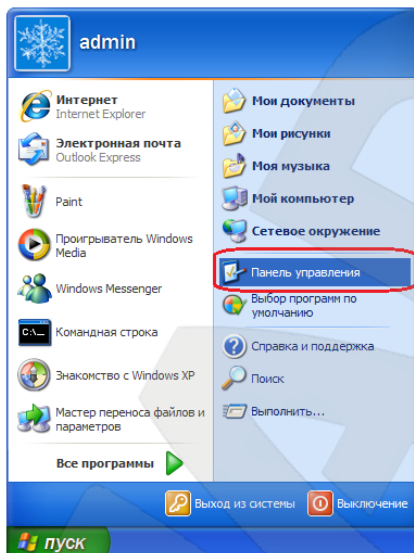 admin
Интернет
Internet Explorer
Электронная почта
Outlook Express
Paint
Проигрыватель Windows
Media
Windows Messenger
C:\_
Командная строка
Знакомство с Windows XP
Мастер переноса файлов и
параметров
Все программы
Мои документы
Мои рисунки
Моя музыка
Мой компьютер
Сетевое окружение
Панель управления
Выбор программ по
умолчанию
Справка и поддержка
Поиск
Выполнить...
Выход из системы
Выключение
пуск